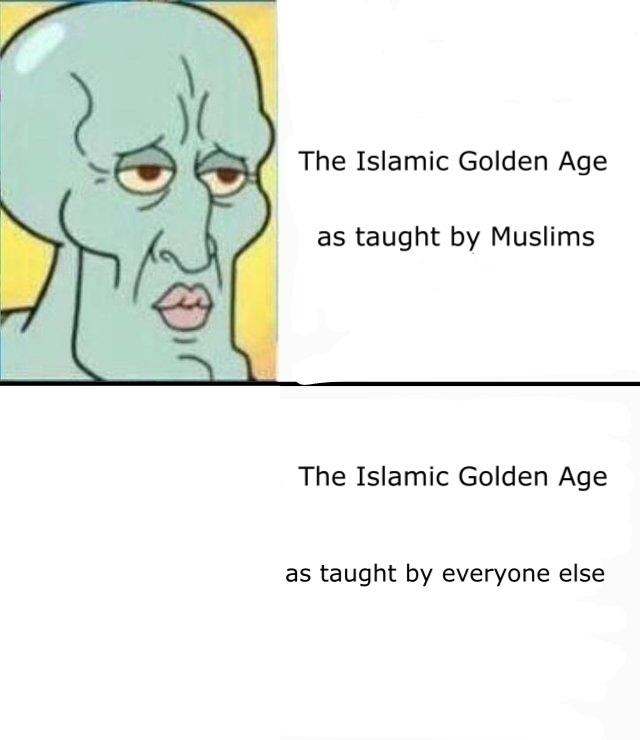 The Islamic Golden Age
as taught by Muslims
The Islamic Golden Age
as taught by everyone else